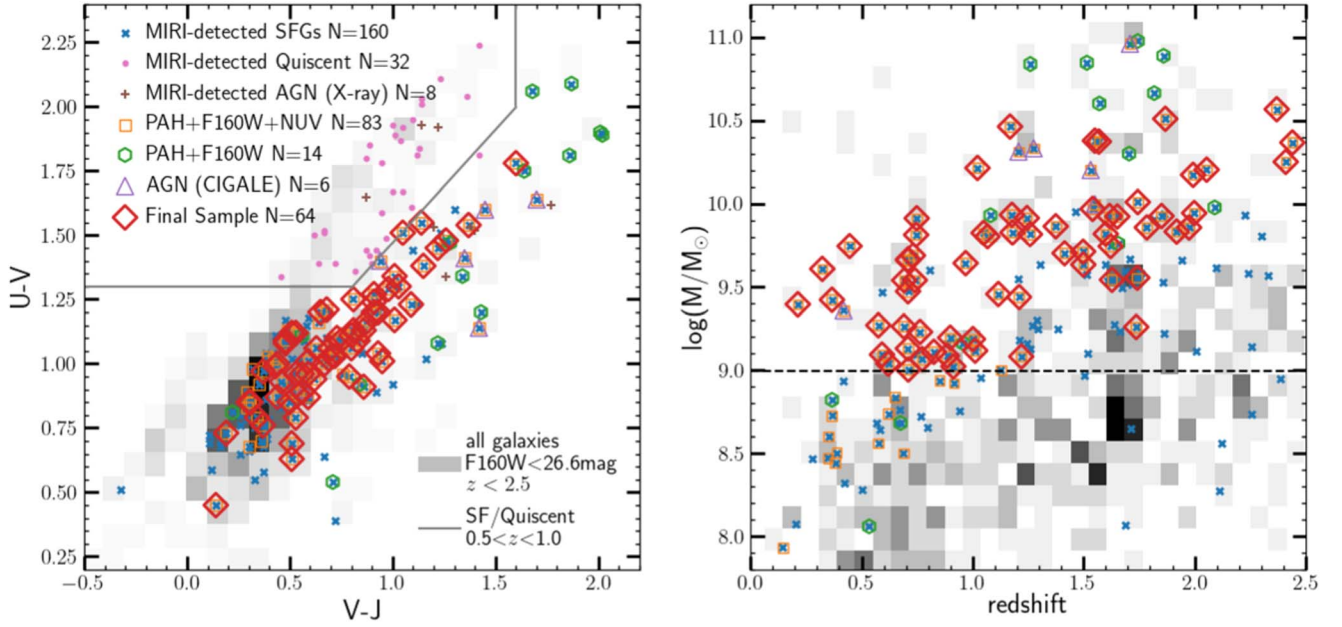 2.25
2.00
1.75
1.50
1.25
1.00
0.75
0.50
0.25
U-V
MIRI-detected SFGs N=160
MIRI-detected Quiescent N=32
MIRI-detected AGN (X-ray) N=8
PAH+F160W+NUV N=83
PAH+F160W N=14
AGN (CIGALE) N=6
Final Sample N=64
all galaxies
F160W<26.6mag
z < 2.5
SF/Quiescent
0.5<z<1.0
−0.5 0.0 0.5 1.0 1.5 2.0
V-J
11.0
10.5
10.0
9.5
9.0
8.5
8.0
log(M/M⊙)
0.0 0.5 1.0 1.5 2.0 2.5
redshift